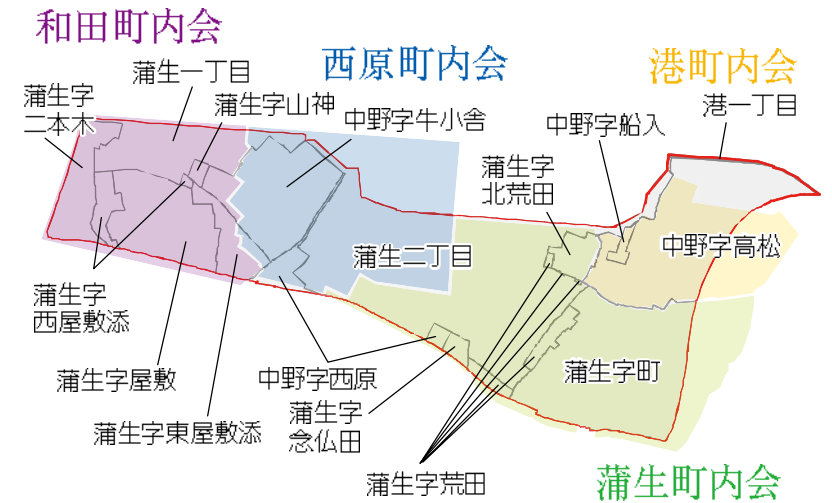 和田町内会
西原町内会
港町内会
蒲生一丁目
蒲生字
二本木
蒲生字山神
中野字牛小舎
中野字船入
港一丁目
蒲生字
北荒田
中野字高松
蒲生二丁目
蒲生字
西屋敷添
蒲生字屋敷
中野字西原
蒲生字町
蒲生字東屋敷添
蒲生字
念仏田
蒲生字荒田
蒲生町内会